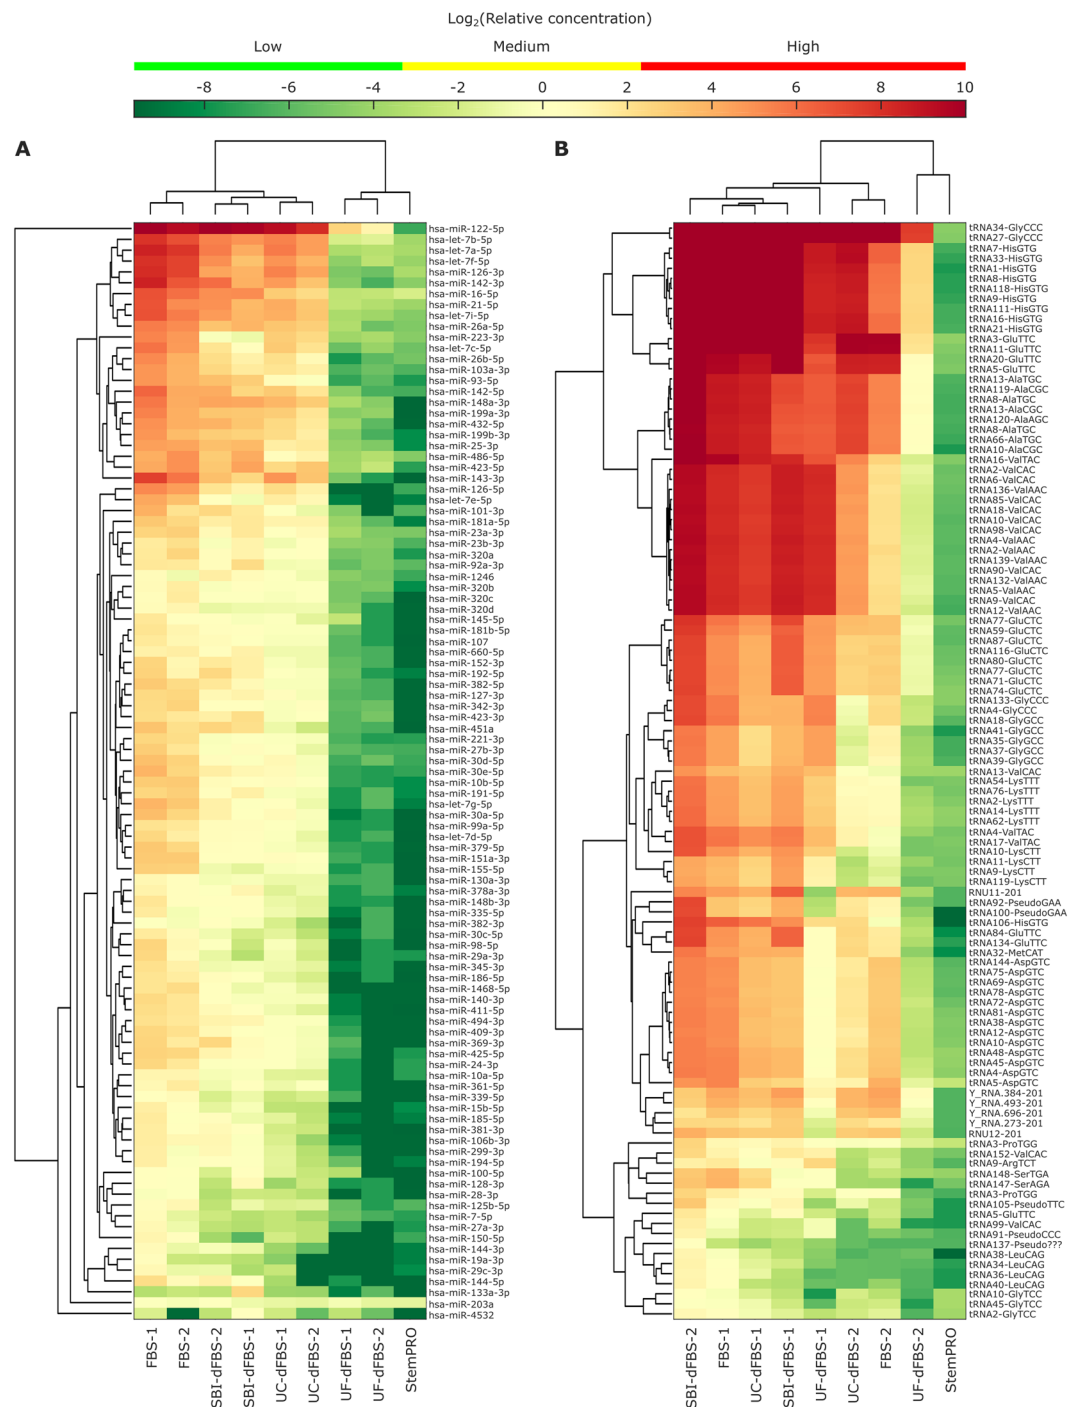 Log₂(Relative concentration)
Low Medium High
-8 -6 -4 -2 0 2 4 6 8 10
A
hsa-miR-122-5p
hsa-let-7b-5p
hsa-let-7a-5p
hsa-let-7f-5p
hsa-miR-126-3p
hsa-miR-142-3p
hsa-miR-16-5p
hsa-miR-21-5p
hsa-let-7i-5p
hsa-miR-26a-5p
hsa-miR-223-3p
hsa-let-7c-5p
hsa-miR-26b-5p
hsa-miR-103a-3p
hsa-miR-93-5p
hsa-miR-142-5p
hsa-miR-148a-3p
hsa-miR-199a-3p
hsa-miR-432-5p
hsa-miR-199b-3p
hsa-miR-25-3p
hsa-miR-486-5p
hsa-miR-423-5p
hsa-miR-143-3p
hsa-miR-126-5p
hsa-let-7e-5p
hsa-miR-101-3p
hsa-miR-181a-5p
hsa-miR-23a-3p
hsa-miR-23b-3p
hsa-miR-320a
hsa-miR-92a-3p
hsa-miR-1246
hsa-miR-320b
hsa-miR-320c
hsa-miR-320d
hsa-miR-145-5p
hsa-miR-181b-5p
hsa-miR-107
hsa-miR-660-5p
hsa-miR-152-3p
hsa-miR-192-5p
hsa-miR-382-5p
hsa-miR-127-3p
hsa-miR-342-3p
hsa-miR-423-3p
hsa-miR-451a
hsa-miR-221-3p
hsa-miR-27b-3p
hsa-miR-30d-5p
hsa-miR-30e-5p
hsa-miR-10b-5p
hsa-miR-191-5p
hsa-let-7g-5p
hsa-miR-30a-5p
hsa-miR-99a-5p
hsa-let-7d-5p
hsa-miR-379-5p
hsa-miR-151a-3p
hsa-miR-155-5p
hsa-miR-130a-3p
hsa-miR-378a-3p
hsa-miR-148b-3p
hsa-miR-335-5p
hsa-miR-382-3p
hsa-miR-30c-5p
hsa-miR-98-5p
hsa-miR-29a-3p
hsa-miR-345-3p
hsa-miR-186-5p
hsa-miR-1468-5p
hsa-miR-140-3p
hsa-miR-411-5p
hsa-miR-494-3p
hsa-miR-409-3p
hsa-miR-369-3p
hsa-miR-425-5p
hsa-miR-24-3p
hsa-miR-10a-5p
hsa-miR-361-5p
hsa-miR-339-5p
hsa-miR-15b-5p
hsa-miR-185-5p
hsa-miR-381-3p
hsa-miR-106b-3p
hsa-miR-299-3p
hsa-miR-194-5p
hsa-miR-100-5p
hsa-miR-128-3p
hsa-miR-28-3p
hsa-miR-125b-5p
hsa-miR-7-5p
hsa-miR-27a-3p
hsa-miR-150-5p
hsa-miR-144-3p
hsa-miR-19a-3p
hsa-miR-29c-3p
hsa-miR-144-5p
hsa-miR-133a-3p
hsa-miR-203a
hsa-miR-4532
FBS-1
FBS-2
SBI-dFBS-2
SBI-dFBS-1
UC-dFBS-1
UC-dFBS-2
UF-dFBS-1
UF-dFBS-2
StemPRO
B
tRNA34-GlyCCC
tRNA27-GlyCCC
tRNA7-HisGTG
tRNA33-HisGTG
tRNA1-HisGTG
tRNA8-HisGTG
tRNA118-HisGTG
tRNA9-HisGTG
tRNA111-HisGTG
tRNA16-HisGTG
tRNA21-HisGTG
tRNA3-GluTTC
tRNA11-GluTTC
tRNA20-GluTTC
tRNA5-GluTTC
tRNA13-AlaTGC
tRNA119-AlaCGC
tRNA8-AlaTGC
tRNA13-AlaCGC
tRNA120-AlaAGC
tRNA8-AlaTGC
tRNA66-AlaTGC
tRNA10-AlaCGC
tRNA16-ValTAC
tRNA2-ValCAC
tRNA6-ValCAC
tRNA136-ValAAC
tRNA85-ValCAC
tRNA18-ValCAC
tRNA10-ValCAC
tRNA98-ValCAC
tRNA4-ValAAC
tRNA2-ValAAC
tRNA139-ValAAC
tRNA90-ValCAC
tRNA132-ValAAC
tRNA5-ValAAC
tRNA9-ValCAC
tRNA12-ValAAC
tRNA77-GluCTC
tRNA59-GluCTC
tRNA87-GluCTC
tRNA116-GluCTC
tRNA80-GluCTC
tRNA77-GluCTC
tRNA71-GluCTC
tRNA74-GluCTC
tRNA133-GlyCCC
tRNA4-GlyCCC
tRNA18-GlyGCC
tRNA41-GlyGCC
tRNA35-GlyGCC
tRNA37-GlyGCC
tRNA39-GlyGCC
tRNA13-ValCAC
tRNA54-LysTTT
tRNA76-LysTTT
tRNA2-LysTTT
tRNA14-LysTTT
tRNA62-LysTTT
tRNA4-ValTAC
tRNA17-ValTAC
tRNA10-LysCTT
tRNA11-LysCTT
tRNA9-LysCTT
tRNA119-LysCTT
RNU11-201
tRNA92-PseudoGAA
tRNA100-PseudoGAA
tRNA106-HisGTG
tRNA84-GluTTC
tRNA134-GluTTC
tRNA32-MetCAT
tRNA144-AspGTC
tRNA75-AspGTC
tRNA69-AspGTC
tRNA78-AspGTC
tRNA72-AspGTC
tRNA81-AspGTC
tRNA38-AspGTC
tRNA12-AspGTC
tRNA10-AspGTC
tRNA48-AspGTC
tRNA45-AspGTC
tRNA4-AspGTC
tRNA5-AspGTC
Y_RNA.384-201
Y_RNA.493-201
Y_RNA.696-201
Y_RNA.273-201
RNU12-201
tRNA3-ProTGG
tRNA152-ValCAC
tRNA9-ArgTCT
tRNA148-SerTGA
tRNA147-SerAGA
tRNA3-ProTGG
tRNA105-PseudoTTC
tRNA5-GluTTC
tRNA99-ValCAC
tRNA91-PseudoCCC
tRNA137-Pseudo???
tRNA38-LeuCAG
tRNA34-LeuCAG
tRNA36-LeuCAG
tRNA40-LeuCAG
tRNA10-GlyTCC
tRNA45-GlyTCC
tRNA2-GlyTCC
SBI-dFBS-2
FBS-1
UC-dFBS-1
SBI-dFBS-1
UF-dFBS-1
UC-dFBS-2
FBS-2
UF-dFBS-2
StemPRO